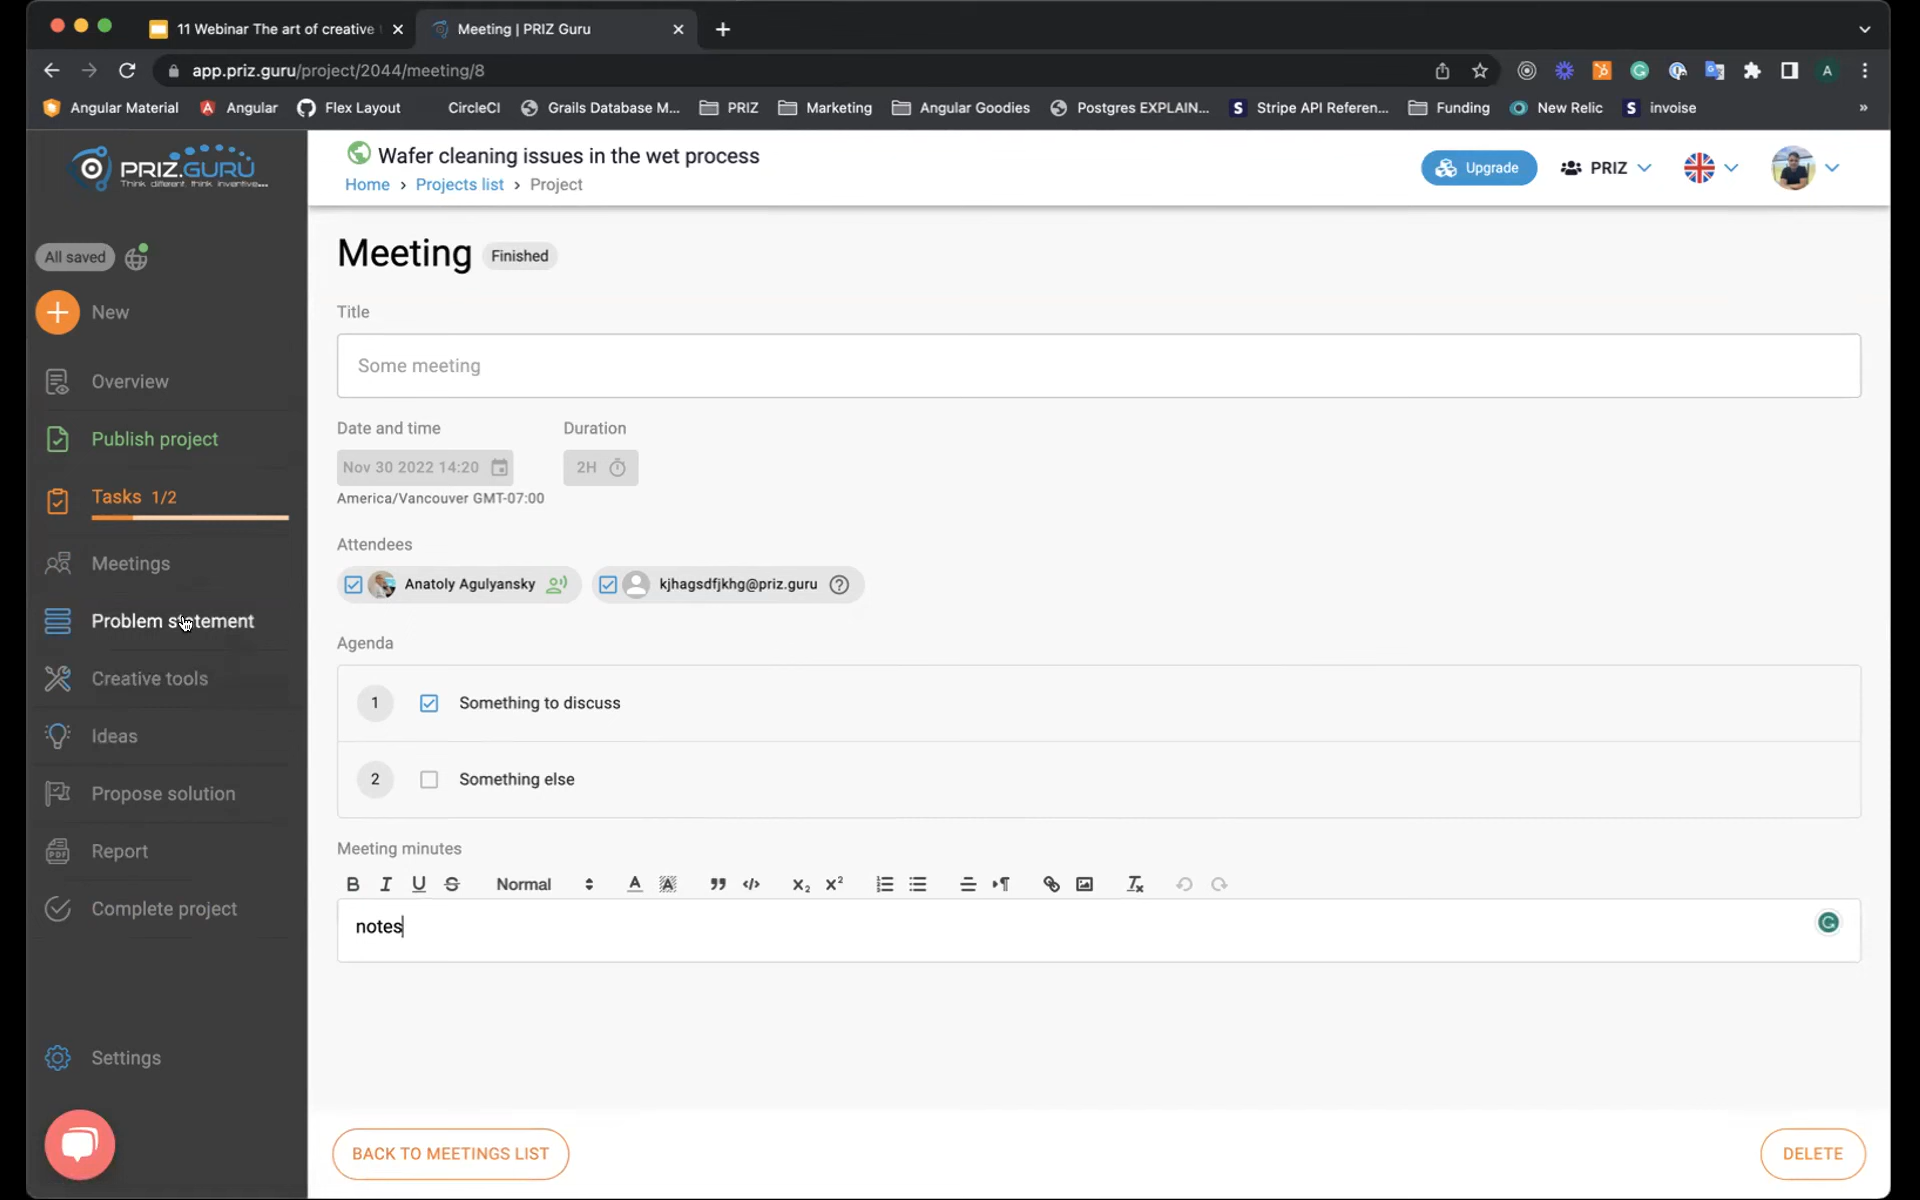 11 Webinar The art of creative
Meeting | PRIZ Guru
app.priz.guru/project/2044/meeting/8
A
Angular Material
Angular
Flex Layout
CircleCI
Grails Database M...
PRIZ
Marketing
Angular Goodies
Postgres EXPLAIN...
Stripe API Referen...
Funding
New Relic
invoise
»
PRIZ.GURU
Think different, think inventive...
Wafer cleaning issues in the wet process
Home › Projects list › Project
Upgrade
PRIZ
All saved
New
Overview
Publish project
Tasks 1/2
Meetings
Problem statement
Creative tools
Ideas
Propose solution
Report
Complete project
Settings
Meeting
Finished
Title
Some meeting
Date and time
Duration
Nov 30 2022 14:20
2H
America/Vancouver GMT-07:00
Attendees
Anatoly Agulyansky
kjhagsdfjkhg@priz.guru
Agenda
1 Something to discuss
2 Something else
Meeting minutes
Normal
notes
BACK TO MEETINGS LIST
DELETE